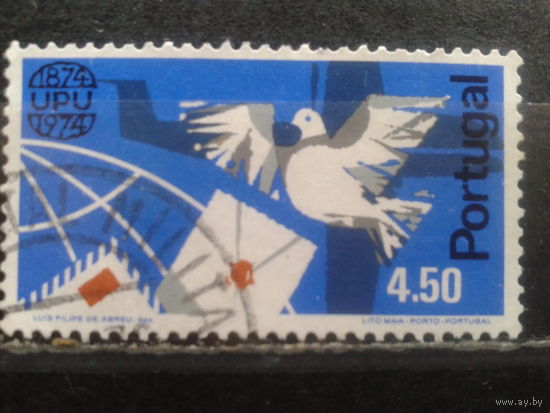 1874
UPU
1974
Portugal
4.50
LUIS FILIPE DE ABREU
LITO MAIA - PORTO - PORTUGAL
www.ay.by